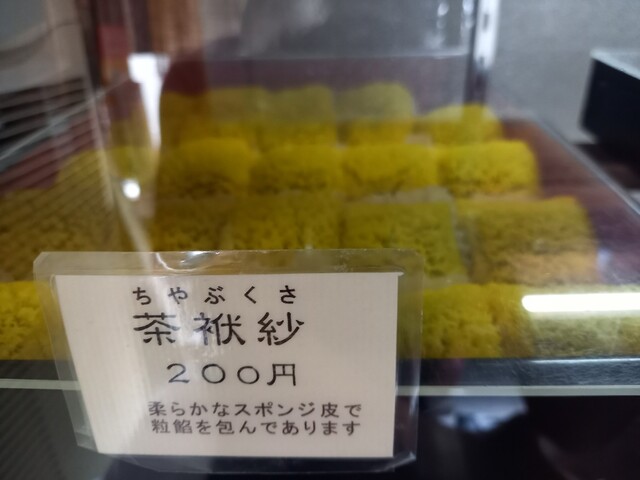 ちやぶくさ
茶袱紗
２００円
柔らかなスポンジ皮で
粒餡を包んであります